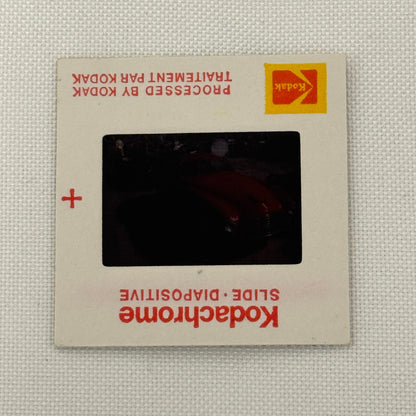 Kodachrome
SLIDE · DIAPOSITIVE
PROCESSED BY KODAK
TRAITEMENT PAR KODAK
Kodak